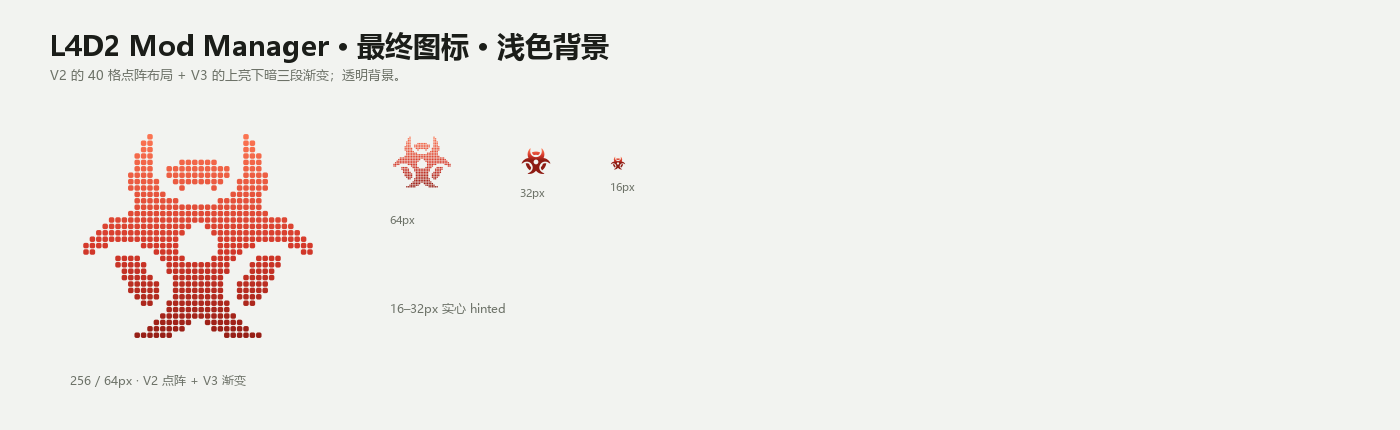 L4D2 Mod Manager • 最终图标 • 浅色背景
V2 的 40 格点阵布局 + V3 的上亮下暗三段渐变；透明背景。
64px
32px
16px
16–32px 实心 hinted
256 / 64px · V2 点阵 + V3 渐变